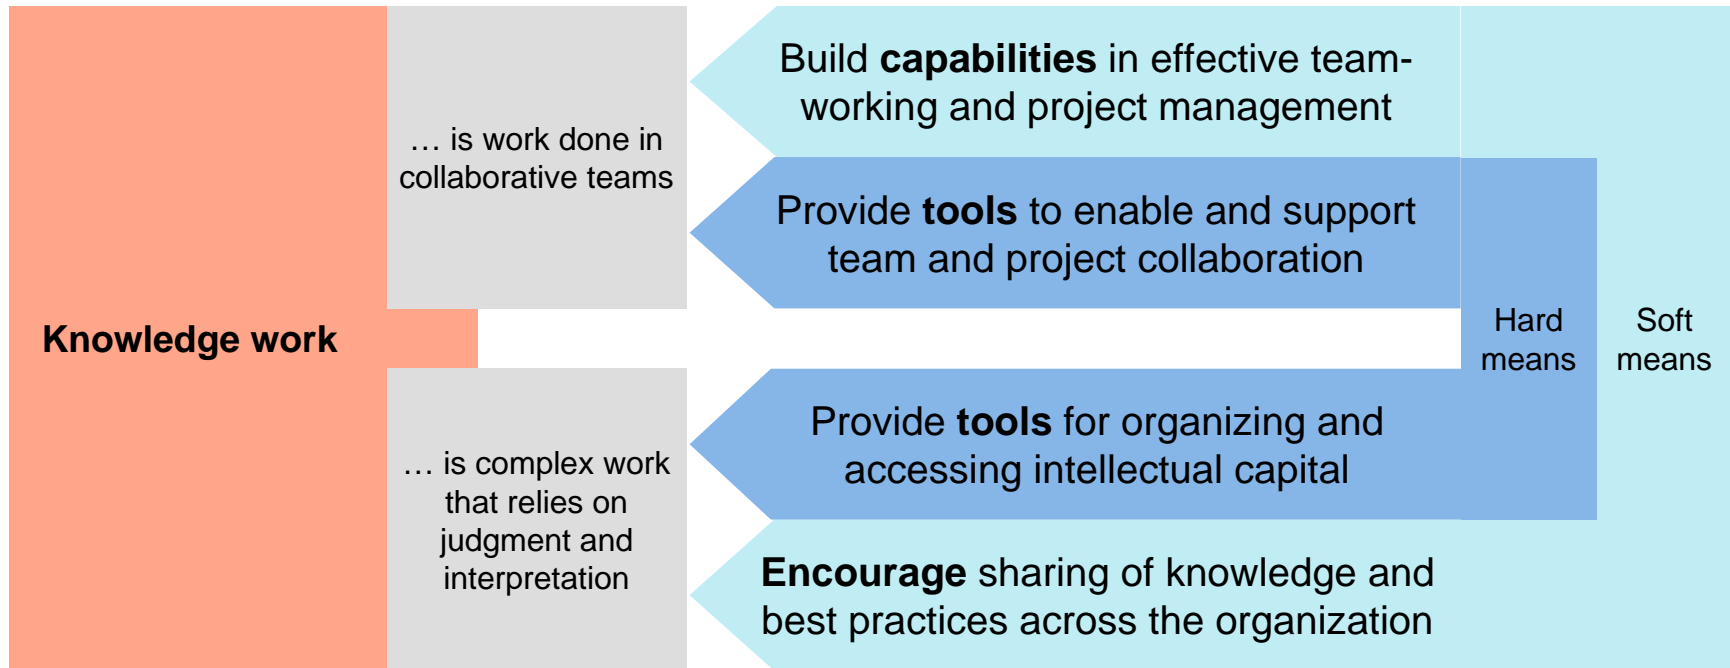 Knowledge work
… is work done in
collaborative teams
… is complex work
that relies on
judgment and
interpretation
Build capabilities in effective team-
working and project management
Provide tools to enable and support
team and project collaboration
Provide tools for organizing and
accessing intellectual capital
Encourage sharing of knowledge and
best practices across the organization
Hard
means
Soft
means